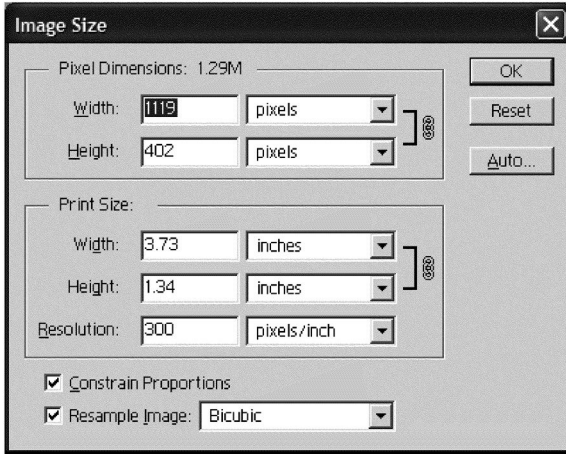 Image Size
Pixel Dimensions: 1.29M
Width: 1119 pixels
Height: 402 pixels
Print Size:
Width: 3.73 inches
Height: 1.34 inches
Resolution: 300 pixels/inch
Constrain Proportions
Resample Image: Bicubic
OK
Reset
Auto...